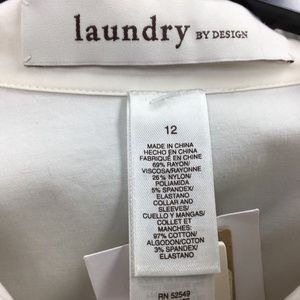 laundry BY DESIGN
12
MADE IN CHINA
HECHO EN CHINA
FABRIQUÉ EN CHINE
69% RAYON/
VISCOSA/RAYONNE
26% NYLON/
POLIAMIDA
5% SPANDEX/
ELASTANO
COLLAR AND
SLEEVES/
CUELLO Y MANGAS/
COLLET ET
MANCHES:
97% COTTON/
ALGODON/COTON
3% SPANDEX/
ELASTANO
RN 52549